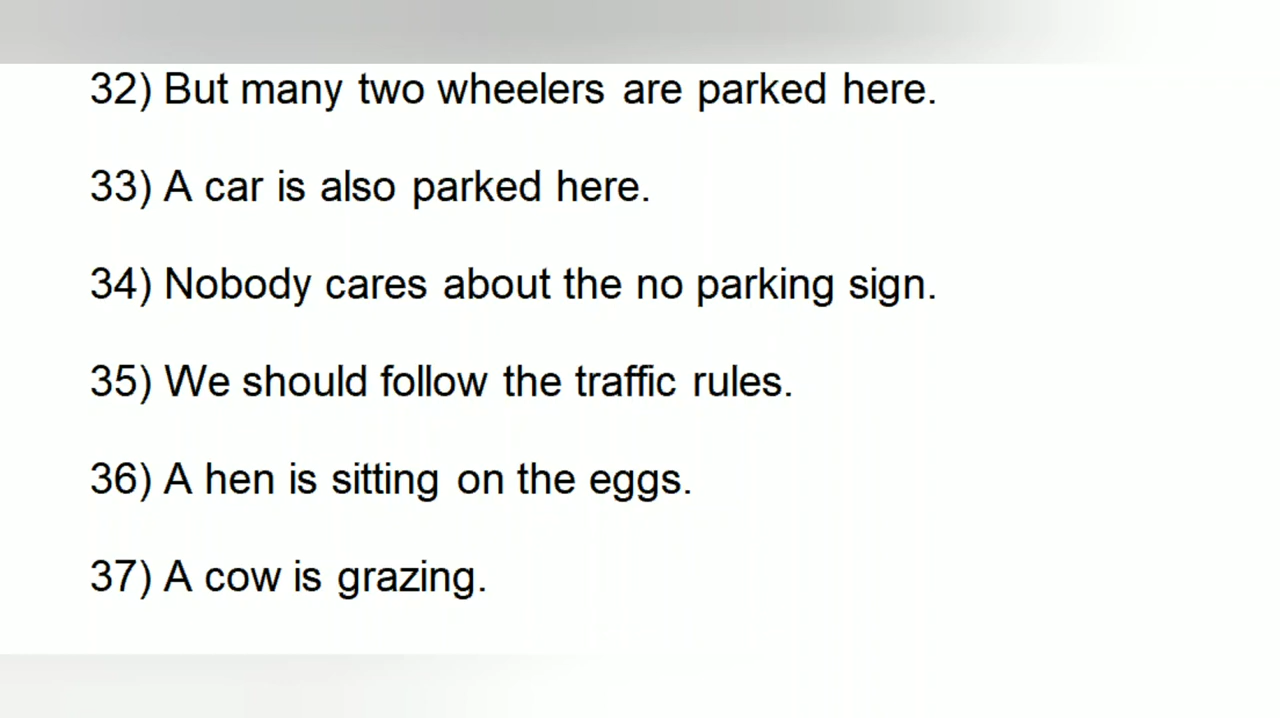 32) But many two wheelers are parked here.
33) A car is also parked here.
34) Nobody cares about the no parking sign.
35) We should follow the traffic rules.
36) A hen is sitting on the eggs.
37) A cow is grazing.